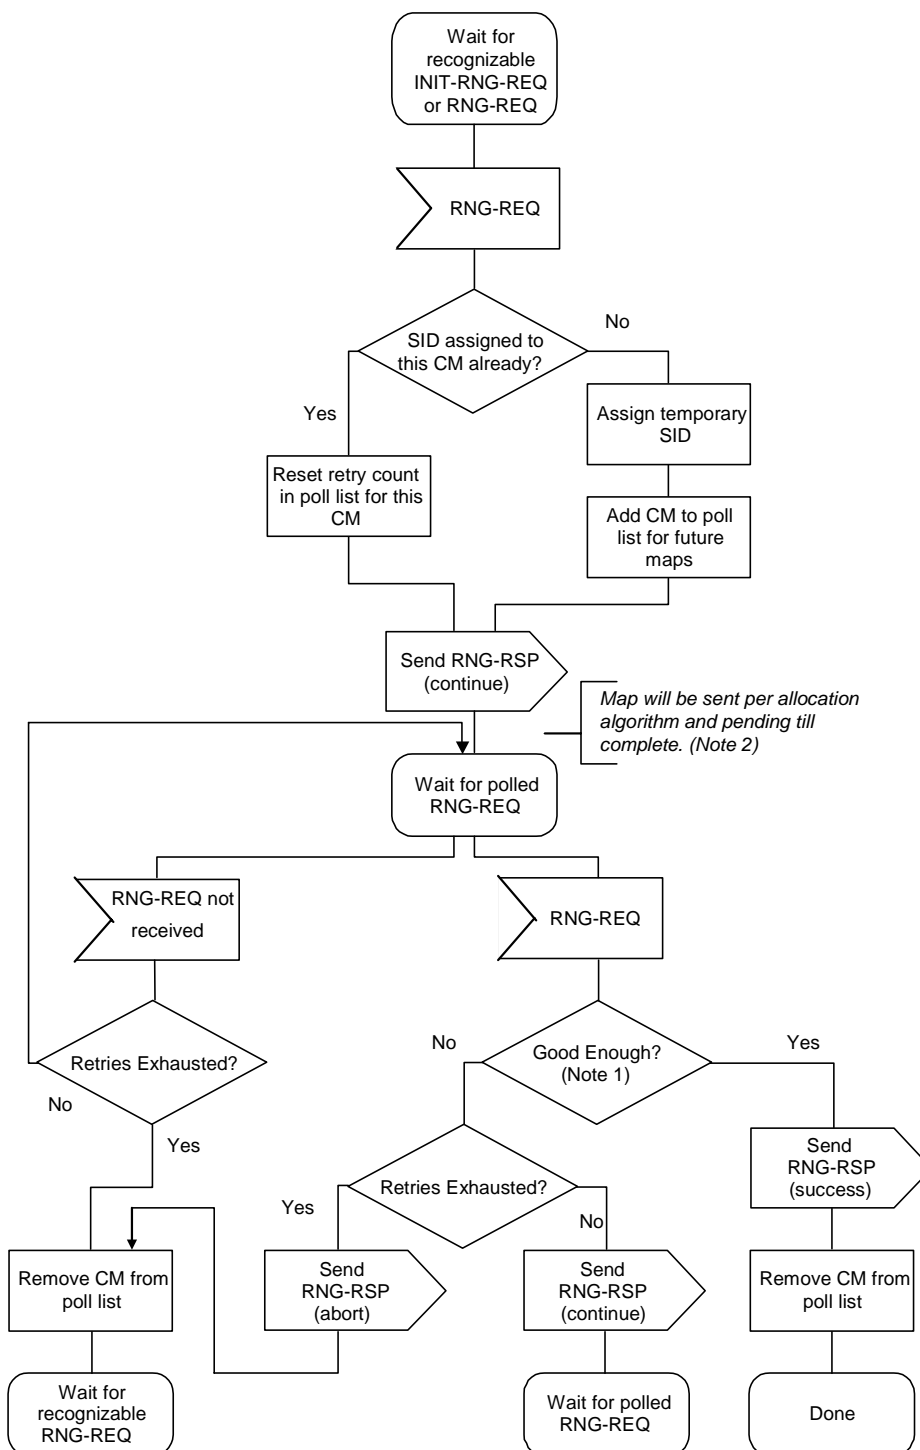 Wait for
recognizable
INIT-RNG-REQ
or RNG-REQ
RNG-REQ
SID assigned to
this CM already?
No
Yes
Assign temporary
SID
Reset retry count
in poll list for this
CM
Add CM to poll
list for future
maps
Send RNG-RSP
(continue)
Map will be sent per allocation
algorithm and pending till
complete. (Note 2)
Wait for polled
RNG-REQ
RNG-REQ not
received
RNG-REQ
Retries Exhausted?
No
Yes
No
Good Enough?
(Note 1)
Yes
Retries Exhausted?
Yes
No
Send
RNG-RSP
(success)
Remove CM from
poll list
Send
RNG-RSP
(abort)
Send
RNG-RSP
(continue)
Remove CM from
poll list
Wait for
recognizable
RNG-REQ
Wait for polled
RNG-REQ
Done